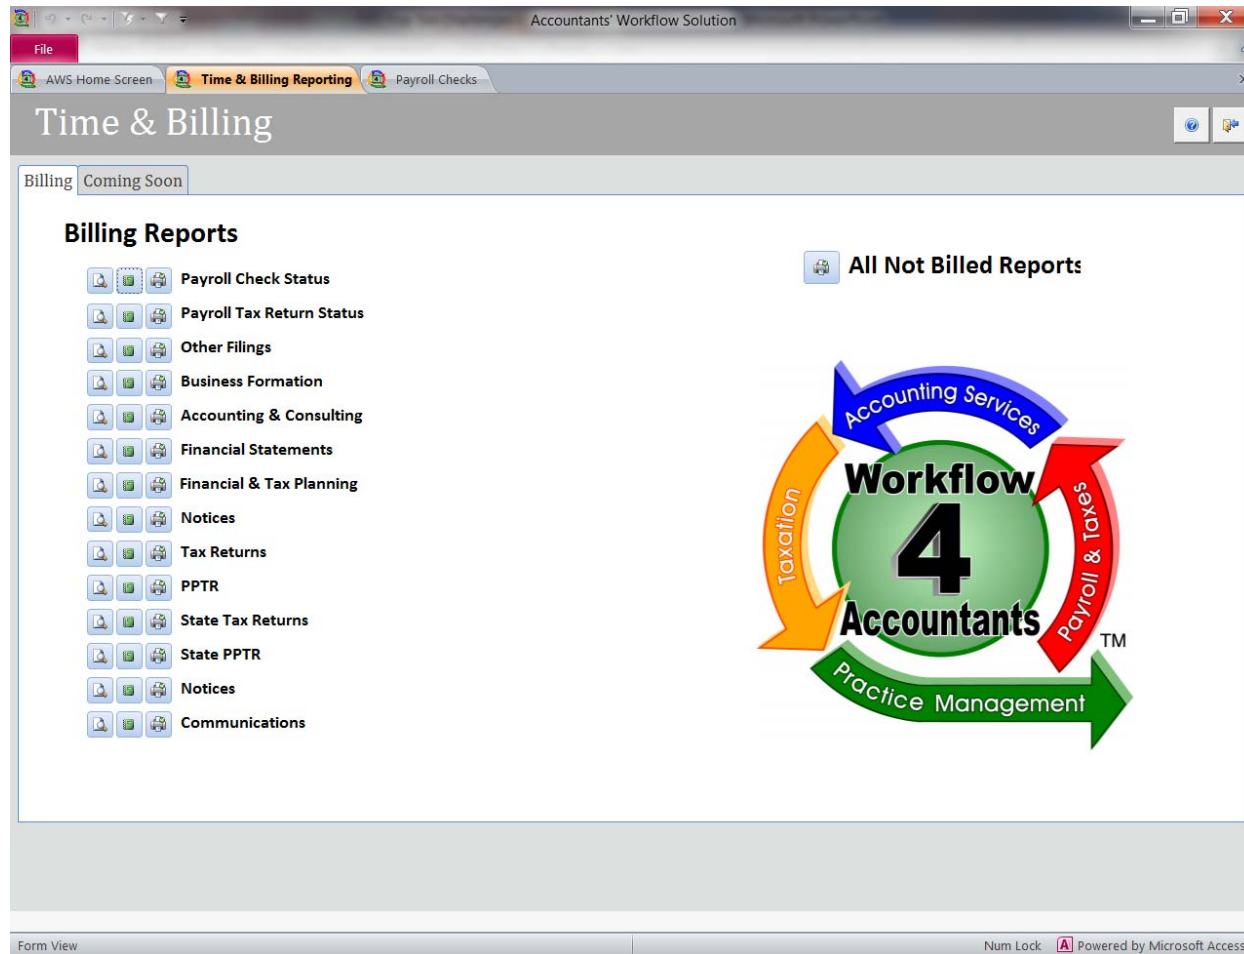 Accountants' Workflow Solution
File
AWS Home Screen
Time & Billing Reporting
Payroll Checks
Time & Billing
Billing
Coming Soon
Billing Reports
All Not Billed Reports
Payroll Check Status
Payroll Tax Return Status
Other Filings
Business Formation
Accounting & Consulting
Financial Statements
Financial & Tax Planning
Notices
Tax Returns
PPTR
State Tax Returns
State PPTR
Notices
Communications
Accounting Services
Taxation
Workflow
4
Accountants
Payroll & Taxes
TM
Practice Management
Form View
Num Lock
A Powered by Microsoft Access